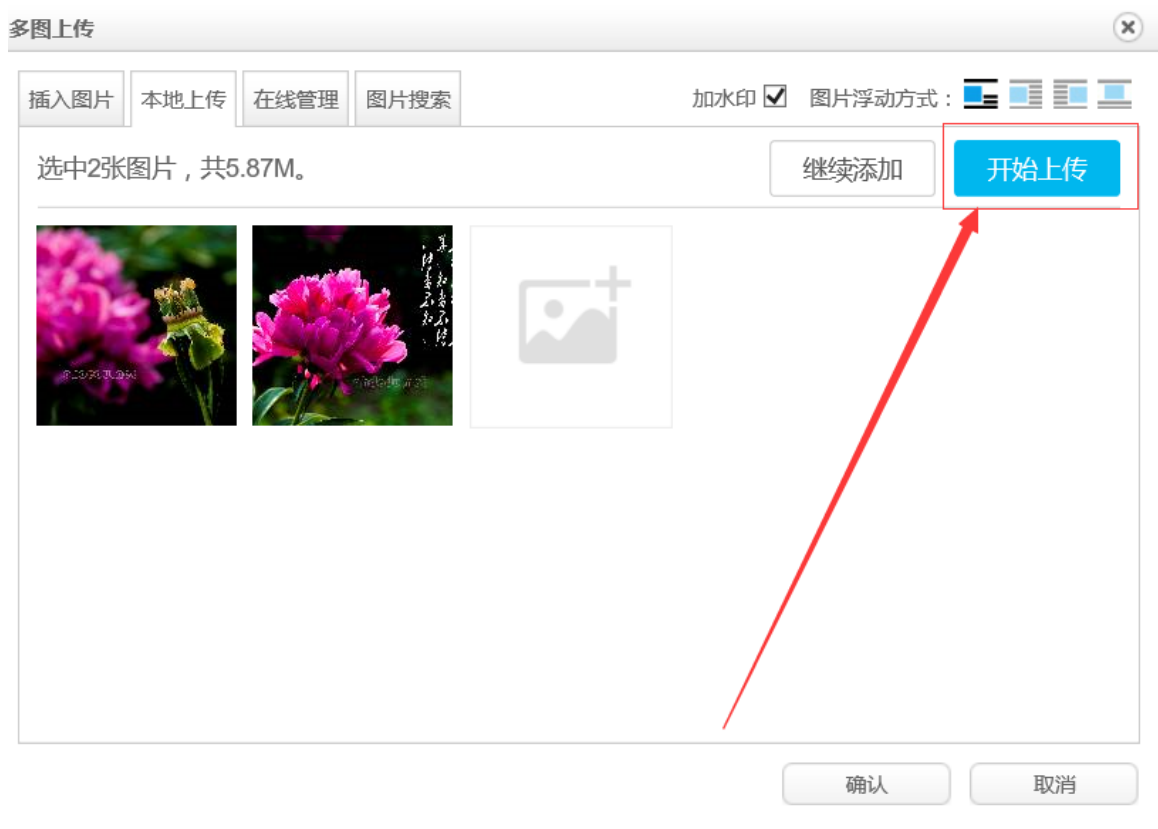 多图上传
插入图片 本地上传 在线管理 图片搜索 加水印 图片浮动方式：
选中2张图片，共5.87M。 继续添加 开始上传
确认 取消